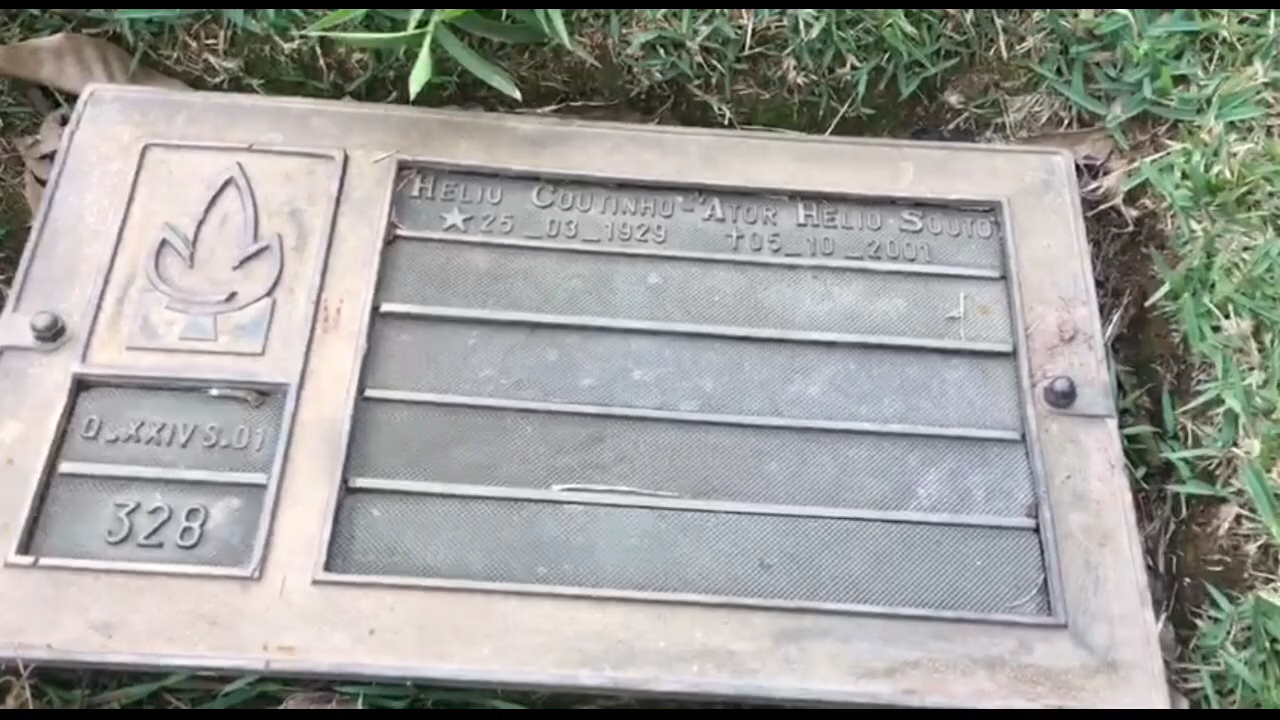 HELIO COUTINHO-"ATOR HELIO SOUTO"
★25_03_1929 ✝05_10_2001
Q.XXIV S.01
328